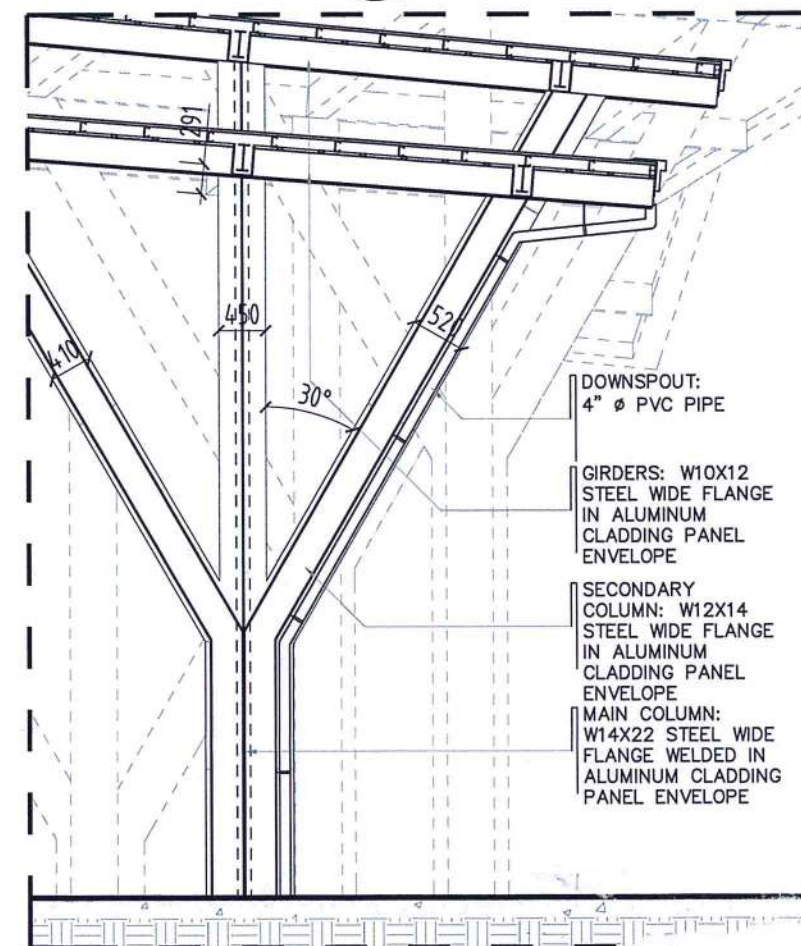 291
450
520
410
30°
DOWNSPOUT:
4" ø PVC PIPE
GIRDERS: W10X12
STEEL WIDE FLANGE
IN ALUMINUM
CLADDING PANEL
ENVELOPE
SECONDARY
COLUMN: W12X14
STEEL WIDE FLANGE
IN ALUMINUM
CLADDING PANEL
ENVELOPE
MAIN COLUMN:
W14X22 STEEL WIDE
FLANGE WELDED IN
ALUMINUM CLADDING
PANEL ENVELOPE